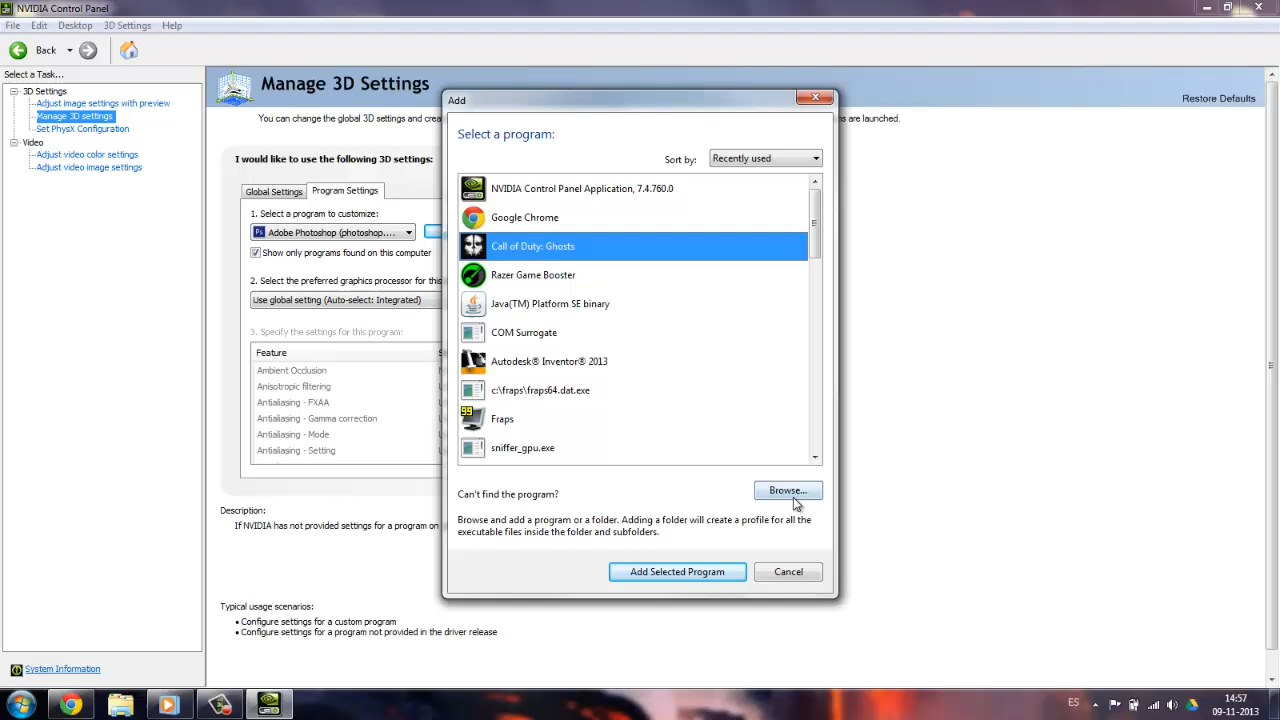 NVIDIA Control Panel
File Edit Desktop 3D Settings Help
Back
Select a Task...
3D Settings
Adjust image settings with preview
Manage 3D settings
Set PhysX Configuration
Video
Adjust video color settings
Adjust video image settings
System Information
Manage 3D Settings
Restore Defaults
You can change the global 3D settings and crea
ns are launched.
I would like to use the following 3D settings:
Global Settings
Program Settings
1. Select a program to customize:
Ps Adobe Photoshop (photoshop....
Show only programs found on this computer
2. Select the preferred graphics processor for this
Use global setting (Auto-select: Integrated)
3. Specify the settings for this program:
Feature
Ambient Occlusion
Anisotropic filtering
Antialiasing - FXAA
Antialiasing - Gamma correction
Antialiasing - Mode
Antialiasing - Setting
Description:
If NVIDIA has not provided settings for a program on
Typical usage scenarios:
• Configure settings for a custom program
• Configure settings for a program not provided in the driver release
Add
Select a program:
Sort by: Recently used
NVIDIA Control Panel Application, 7.4.760.0
Google Chrome
Call of Duty: Ghosts
Razer Game Booster
Java(TM) Platform SE binary
COM Surrogate
Autodesk® Inventor® 2013
c:\fraps\fraps64.dat.exe
99 Fraps
sniffer_gpu.exe
Can't find the program?
Browse...
Browse and add a program or a folder. Adding a folder will create a profile for all the
executable files inside the folder and subfolders.
Add Selected Program
Cancel
ES
14:57
09-11-2013